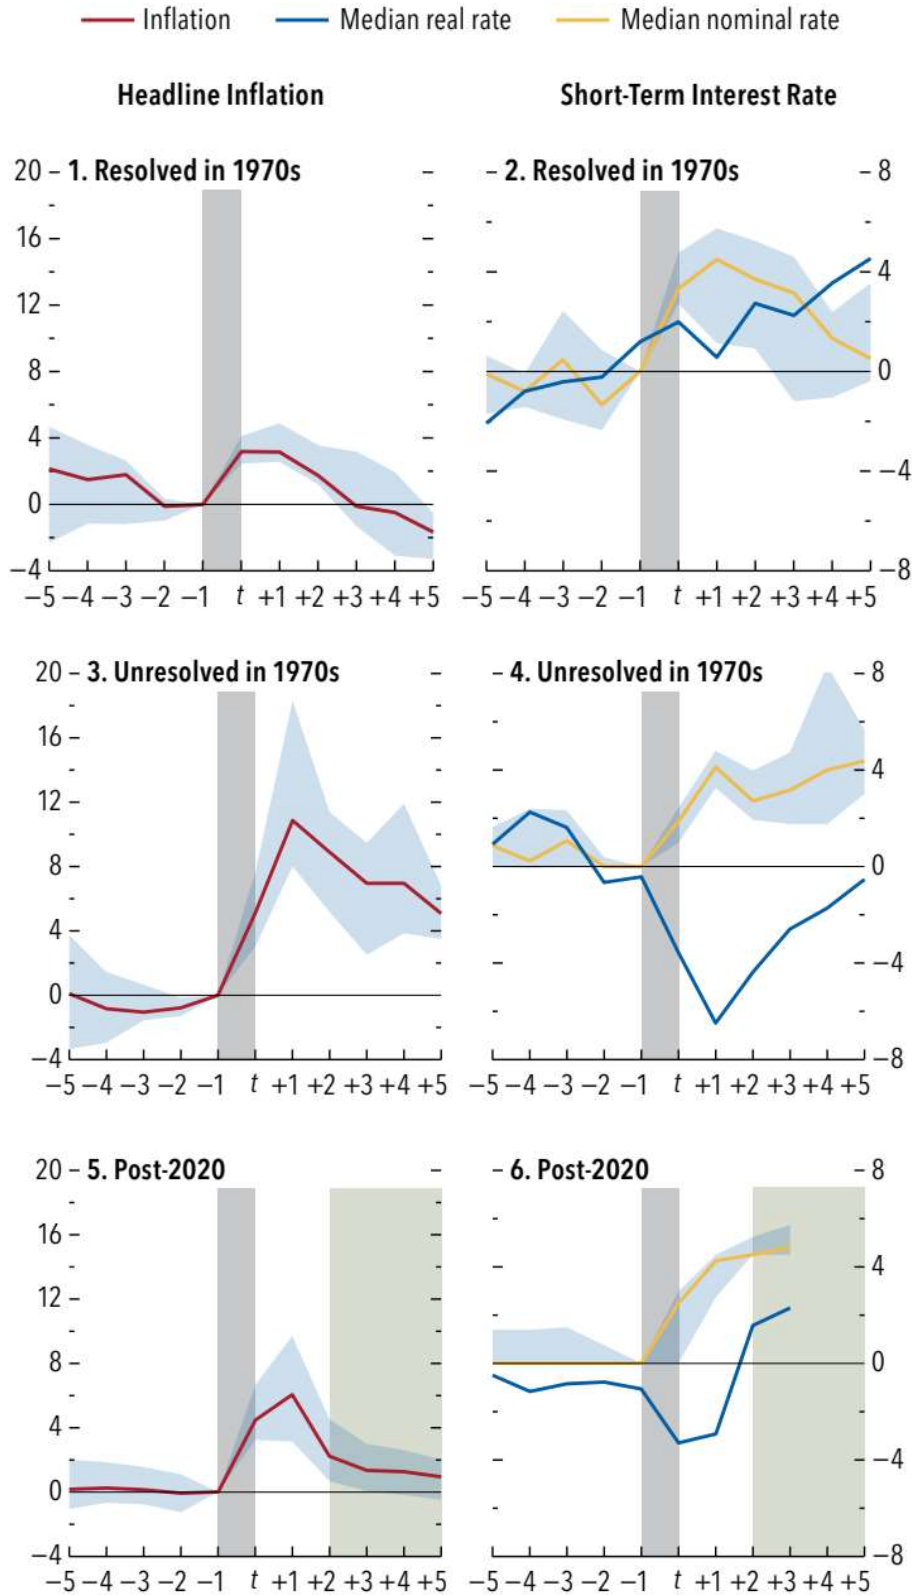 Inflation Median real rate Median nominal rate
Headline Inflation Short-Term Interest Rate
1. Resolved in 1970s
20
16
12
8
4
0
−4
−5 −4 −3 −2 −1 t +1 +2 +3 +4 +5
2. Resolved in 1970s
8
4
0
−4
−8
−5 −4 −3 −2 −1 t +1 +2 +3 +4 +5
3. Unresolved in 1970s
20
16
12
8
4
0
−4
−5 −4 −3 −2 −1 t +1 +2 +3 +4 +5
4. Unresolved in 1970s
8
4
0
−4
−8
−5 −4 −3 −2 −1 t +1 +2 +3 +4 +5
5. Post-2020
20
16
12
8
4
0
−4
−5 −4 −3 −2 −1 t +1 +2 +3 +4 +5
6. Post-2020
8
4
0
−4
−8
−5 −4 −3 −2 −1 t +1 +2 +3 +4 +5